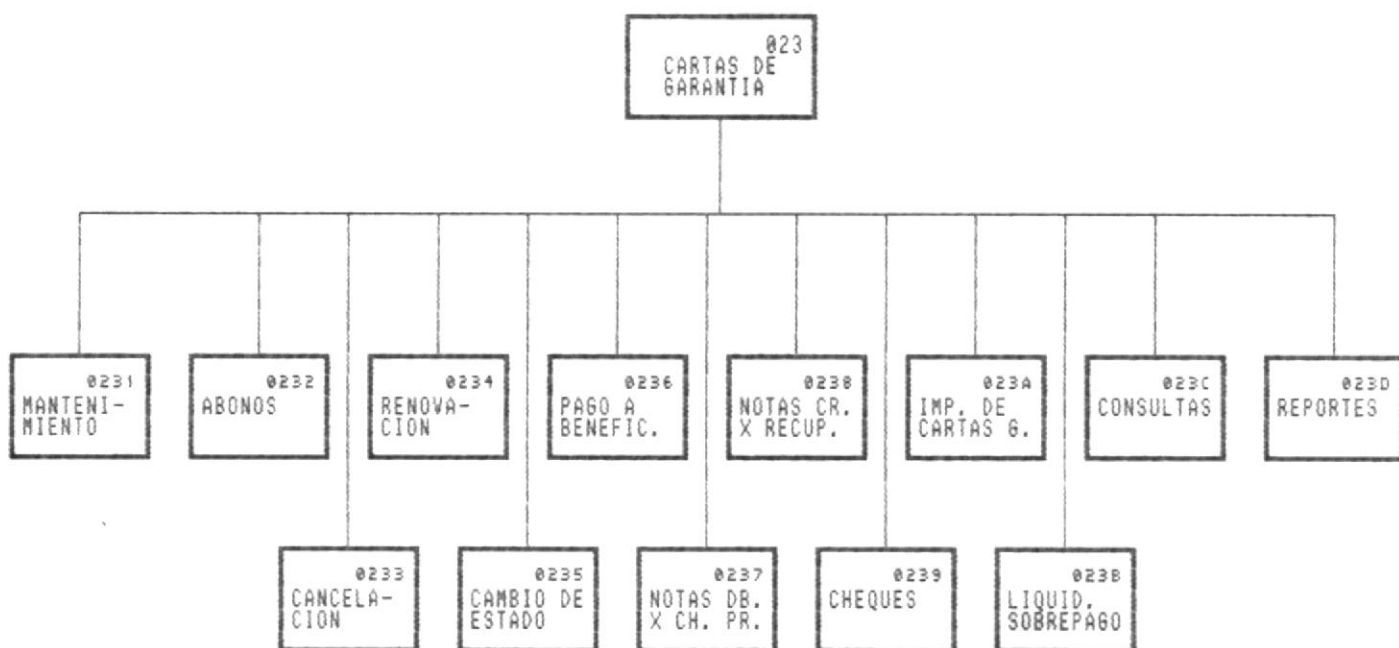 023
CARTAS DE
GARANTIA
0231
MANTENI-
MIENTO
0232
ABONOS
0234
RENOVA-
CION
0236
PAGO A
BENEFIC.
0238
NOTAS CR.
X RECUP.
023A
IMP. DE
CARTAS G.
023C
CONSULTAS
023D
REPORTES
0233
CANCELA-
CION
0235
CAMBIO DE
ESTADO
0237
NOTAS DB.
X CH. PR.
0239
CHEQUES
023B
LIQUID.
SOBREPAGO